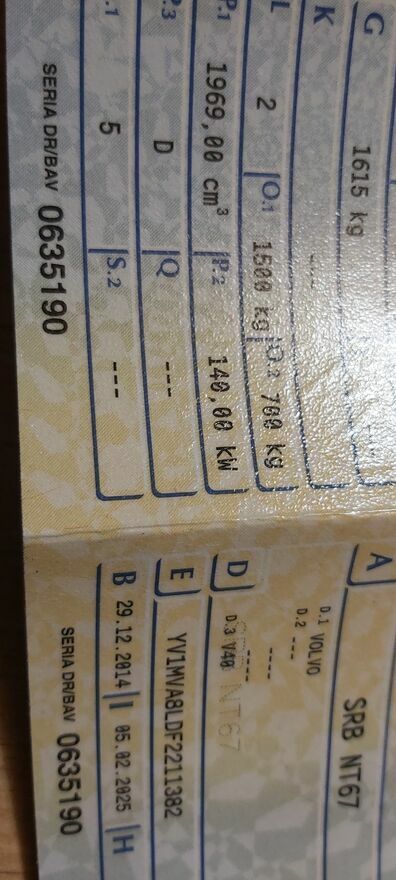 G 1615 kg
K ----
L 2 O.1 1500 kg O.2 700 kg
P.1 1969,00 cm³ P.2 140,00 kW
P.3 D Q ---
.1 5 S.2 ---
SERIA DR/BAV 0635190
A SRB NT67
D.1 VOLVO
D.2 ---
----
----
D D.3 V40
NT67
E YV1MVA8LDF2211382
B 29.12.2014 I 05.02.2025 H
SERIA DR/BAV 0635190